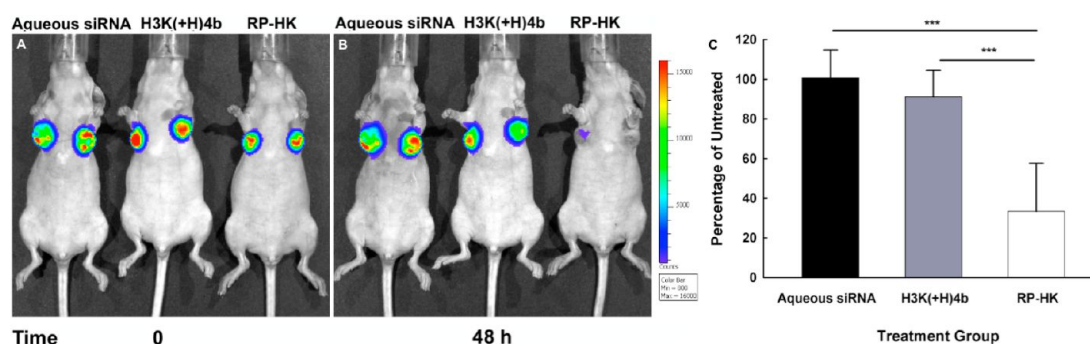 Aqueous siRNA H3K(+H)4b RP-HK
A
Aqueous siRNA H3K(+H)4b RP-HK
B
15000
10000
5000
Counts
Color Bar
Min = 800
Max = 16000
Time 0 48 h
C
***
***
120
100
80
60
40
20
0
Percentage of Untreated
Aqueous siRNA H3K(+H)4b RP-HK
Treatment Group